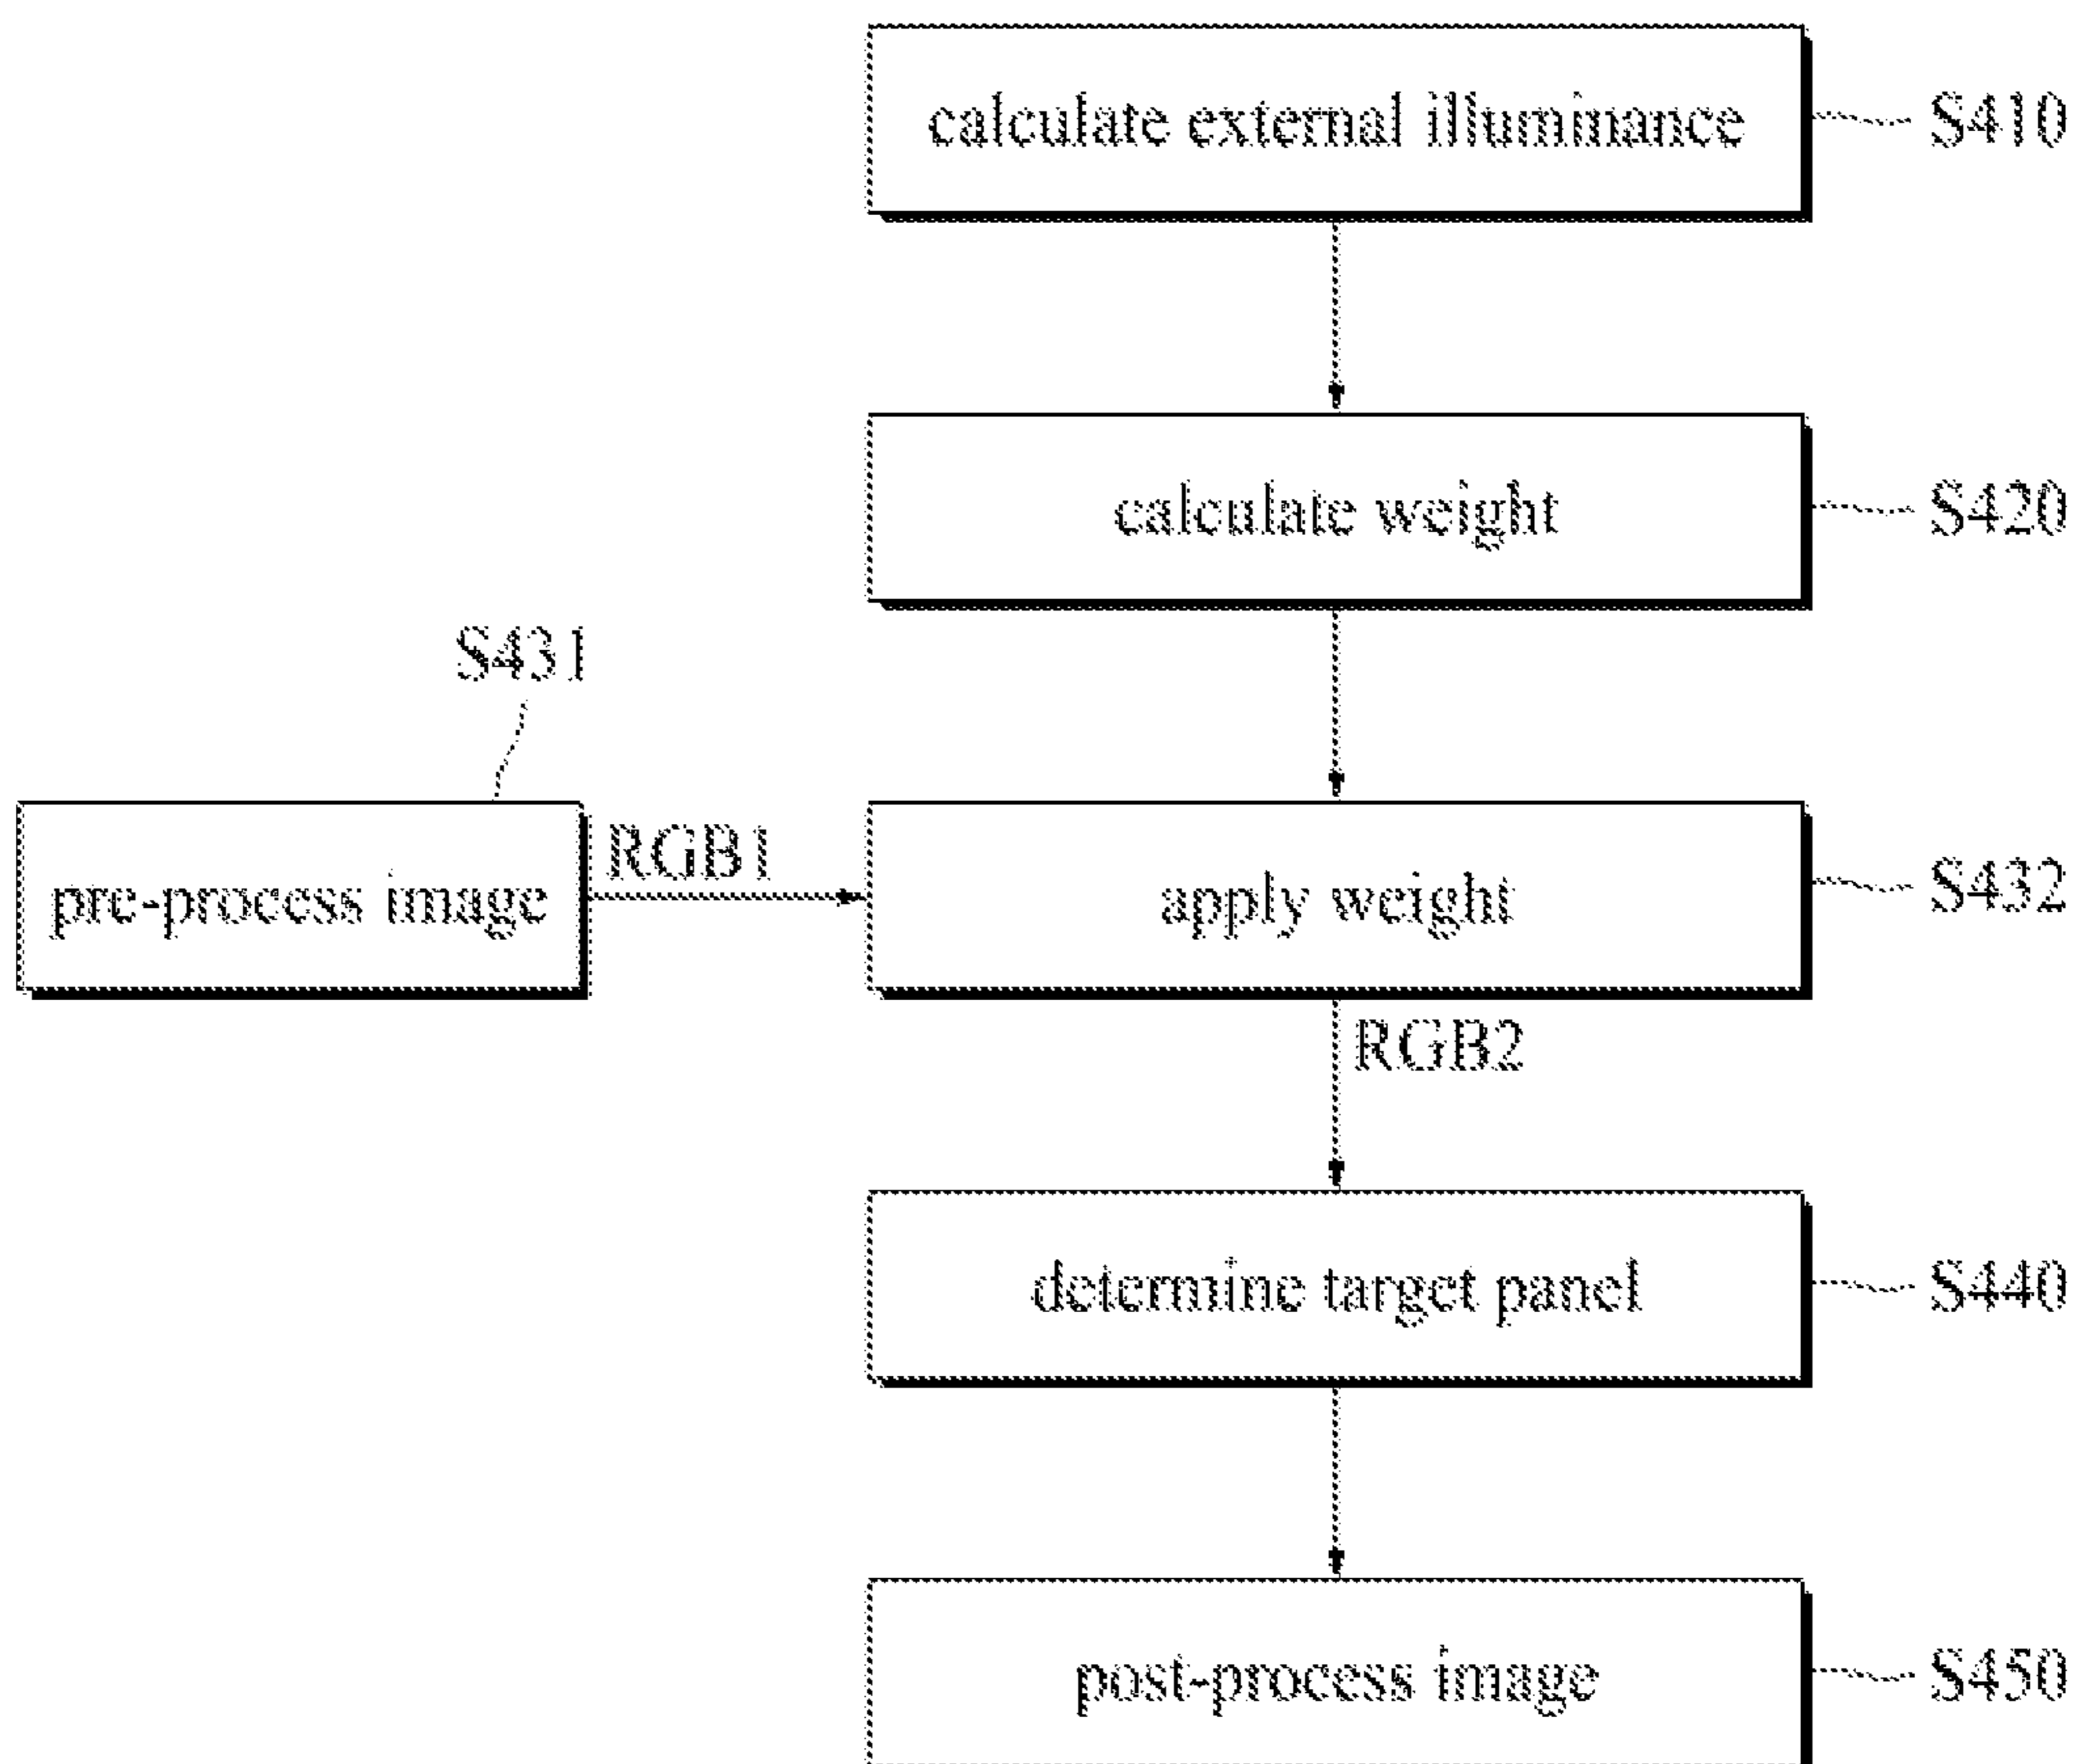 calculate external illuminance
S410
calculate weight
S420
S431
pre-process image
RGB1
apply weight
S432
RGB2
determine target panel
S440
post-process image
S450